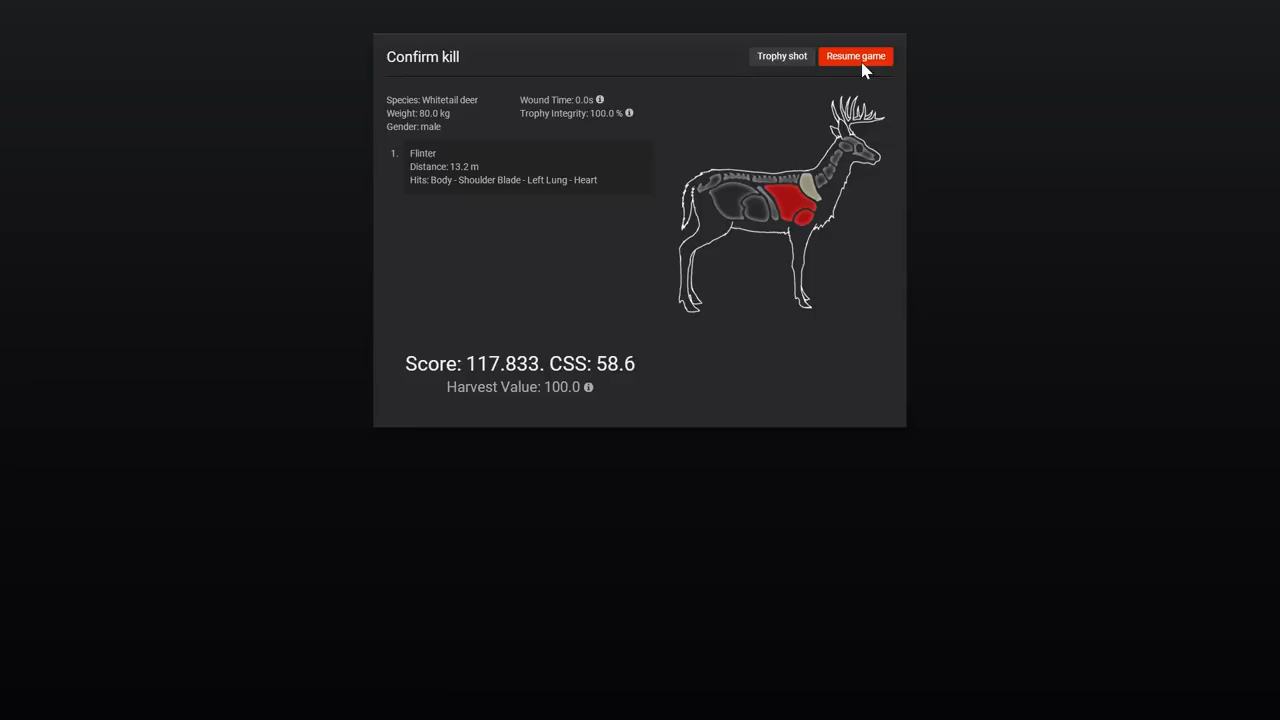 Confirm kill
Trophy shot
Resume game
Species: Whitetail deer
Weight: 80.0 kg
Gender: male
Wound Time: 0.0s
Trophy Integrity: 100.0 %
1.
Flinter
Distance: 13.2 m
Hits: Body - Shoulder Blade - Left Lung - Heart
Score: 117.833. CSS: 58.6
Harvest Value: 100.0